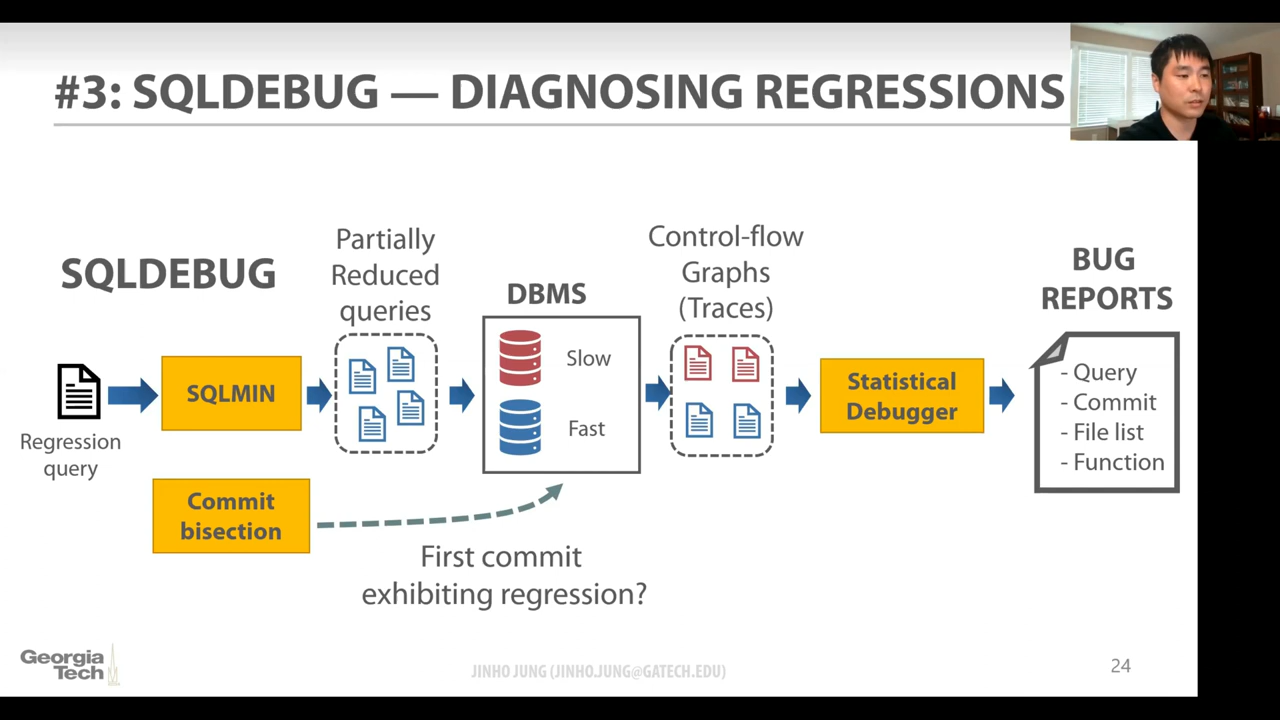 #3: SQLDEBUG — DIAGNOSING REGRESSIONS
SQLDEBUG
Regression
query
SQLMIN
Commit
bisection
Partially
Reduced
queries
DBMS
Slow
Fast
First commit
exhibiting regression?
Control-flow
Graphs
(Traces)
Statistical
Debugger
BUG
REPORTS
- Query
- Commit
- File list
- Function
Georgia
Tech
JINHO JUNG (JINHO.JUNG@GATECH.EDU)
24